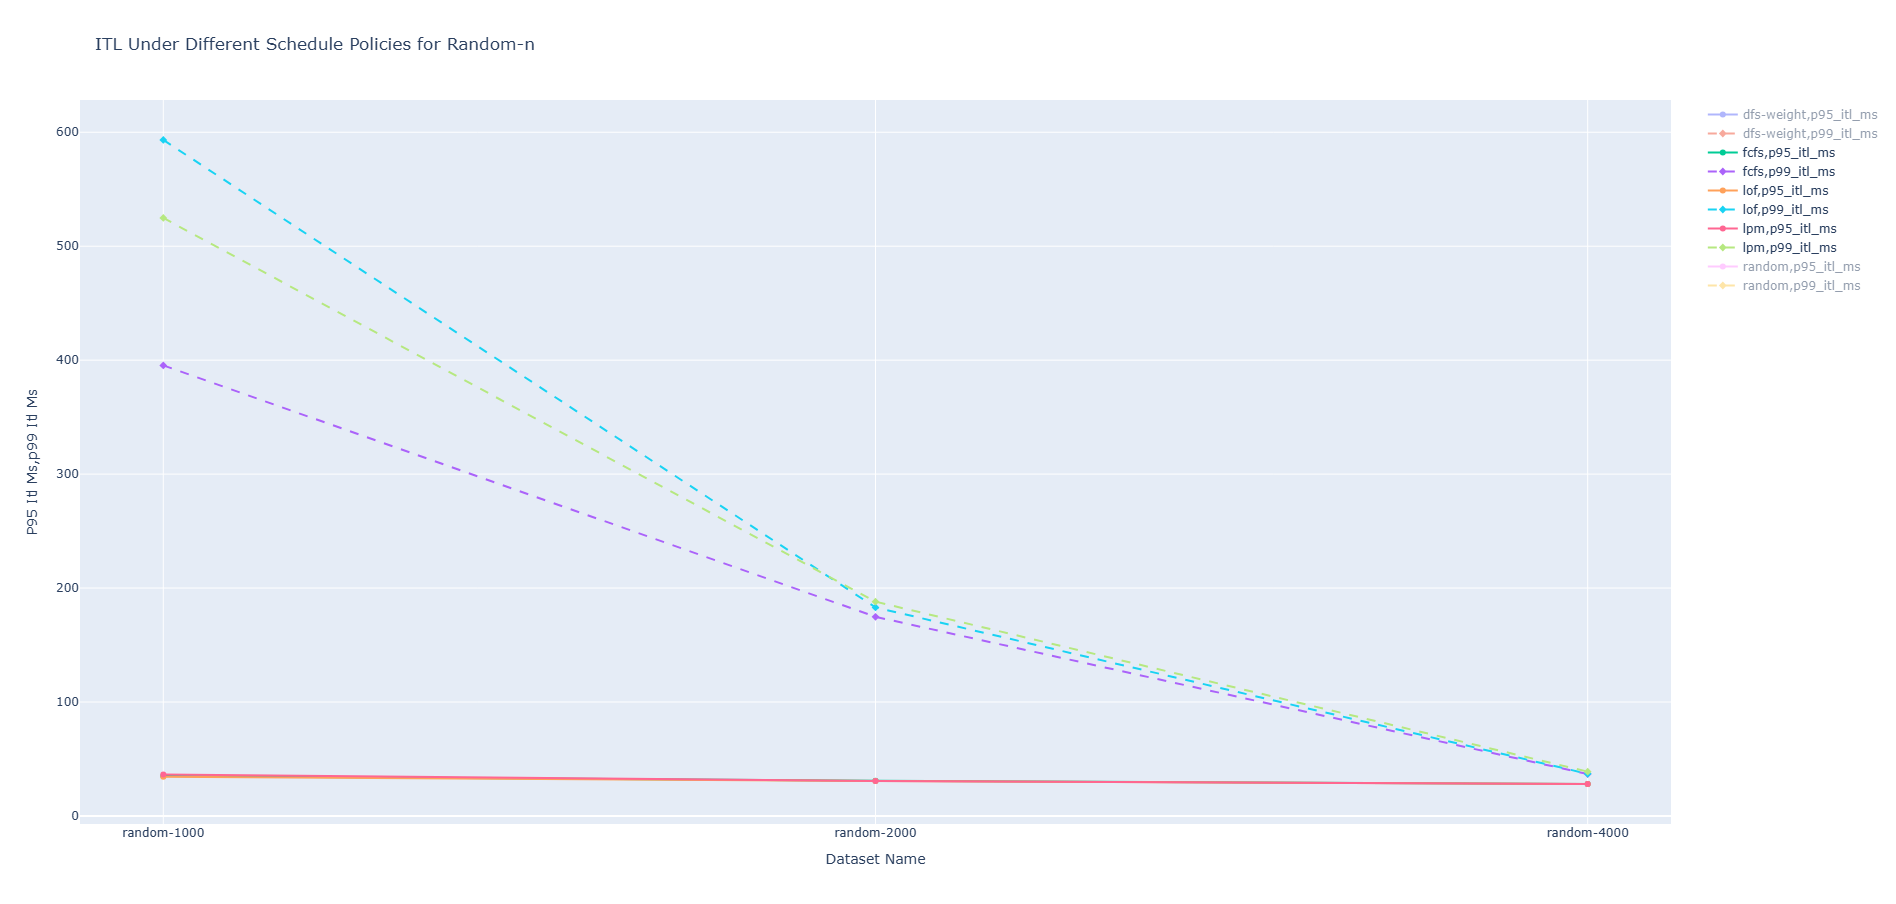 ITL Under Different Schedule Policies for Random-n
600
500
400
300
200
100
0
P95 Itl Ms,p99 Itl Ms
random-1000
random-2000
random-4000
Dataset Name
dfs-weight,p95_itl_ms
dfs-weight,p99_itl_ms
fcfs,p95_itl_ms
fcfs,p99_itl_ms
lof,p95_itl_ms
lof,p99_itl_ms
lpm,p95_itl_ms
lpm,p99_itl_ms
random,p95_itl_ms
random,p99_itl_ms